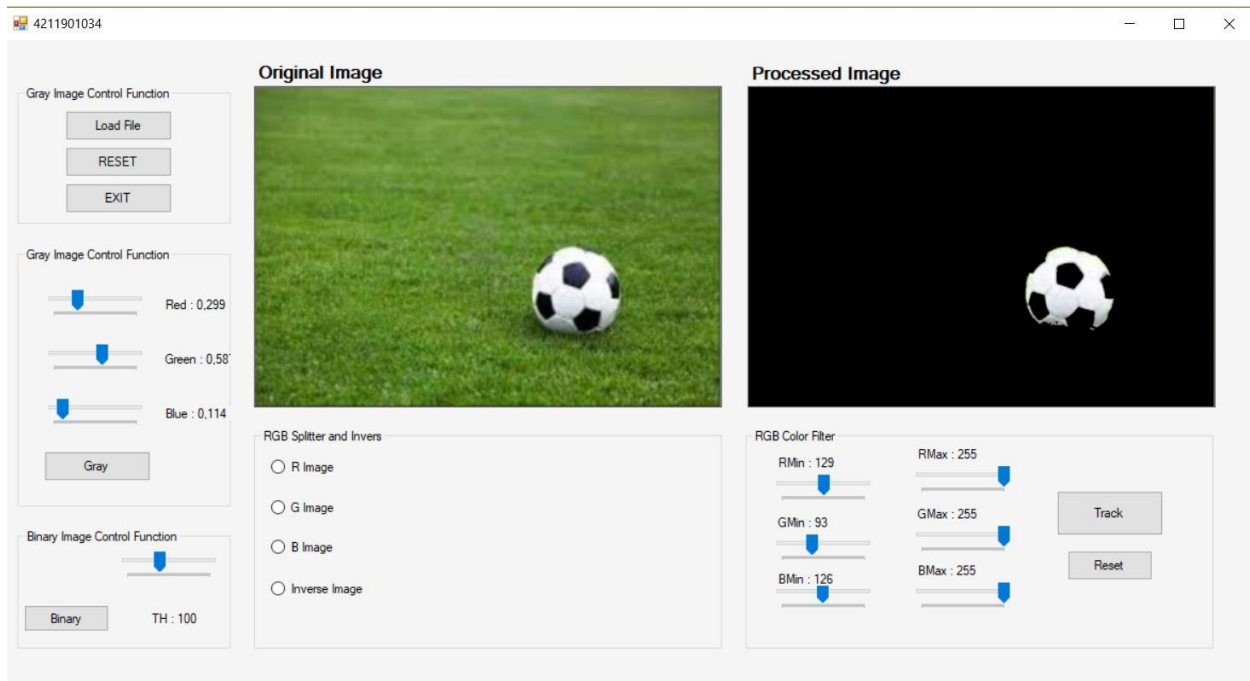 4211901034
Gray Image Control Function
Load File
RESET
EXIT
Gray Image Control Function
Red : 0,299
Green : 0,58
Blue : 0,114
Gray
Binary Image Control Function
Binary
TH : 100
Original Image
Processed Image
RGB Splitter and Invers
R Image
G Image
B Image
Inverse Image
RGB Color Filter
RMin : 129
RMax : 255
GMin : 93
GMax : 255
BMin : 126
BMax : 255
Track
Reset